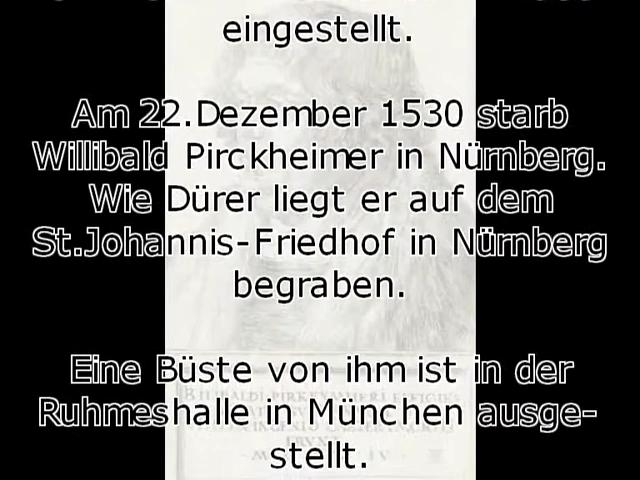 eingestellt.
Am 22.Dezember 1530 starb
Willibald Pirckheimer in Nürnberg.
Wie Dürer liegt er auf dem
St.Johannis-Friedhof in Nürnberg
begraben.
Eine Büste von ihm ist in der
Ruhmeshalle in München ausge-
stellt.